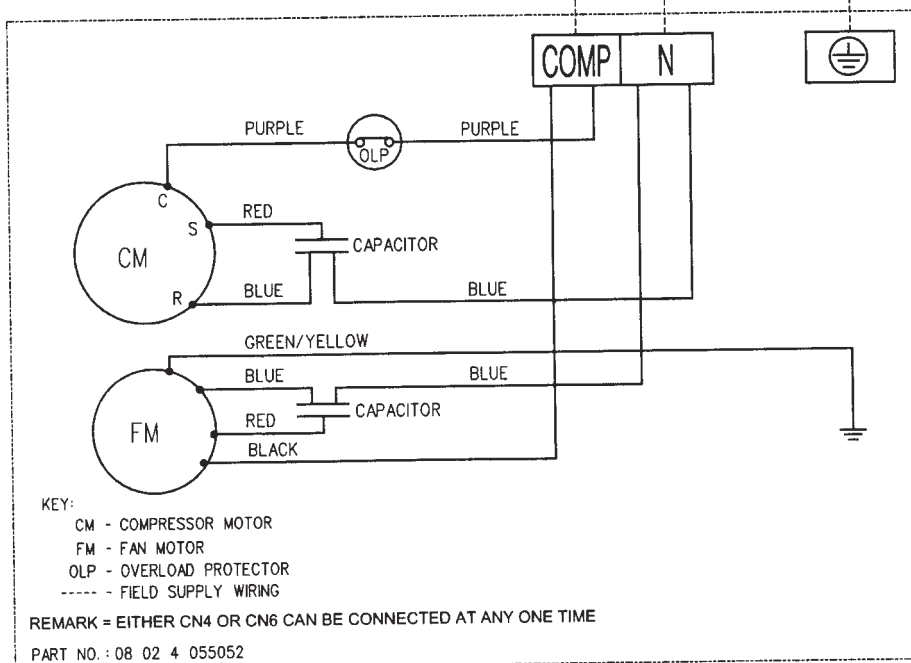 COMP N
PURPLE PURPLE
OLP
C
RED
S
CAPACITOR
CM
R BLUE BLUE
GREEN/YELLOW
BLUE BLUE
CAPACITOR
RED
FM
BLACK
KEY:
CM - COMPRESSOR MOTOR
FM - FAN MOTOR
OLP - OVERLOAD PROTECTOR
----- - FIELD SUPPLY WIRING
REMARK = EITHER CN4 OR CN6 CAN BE CONNECTED AT ANY ONE TIME
PART NO. : 08 02 4 055052